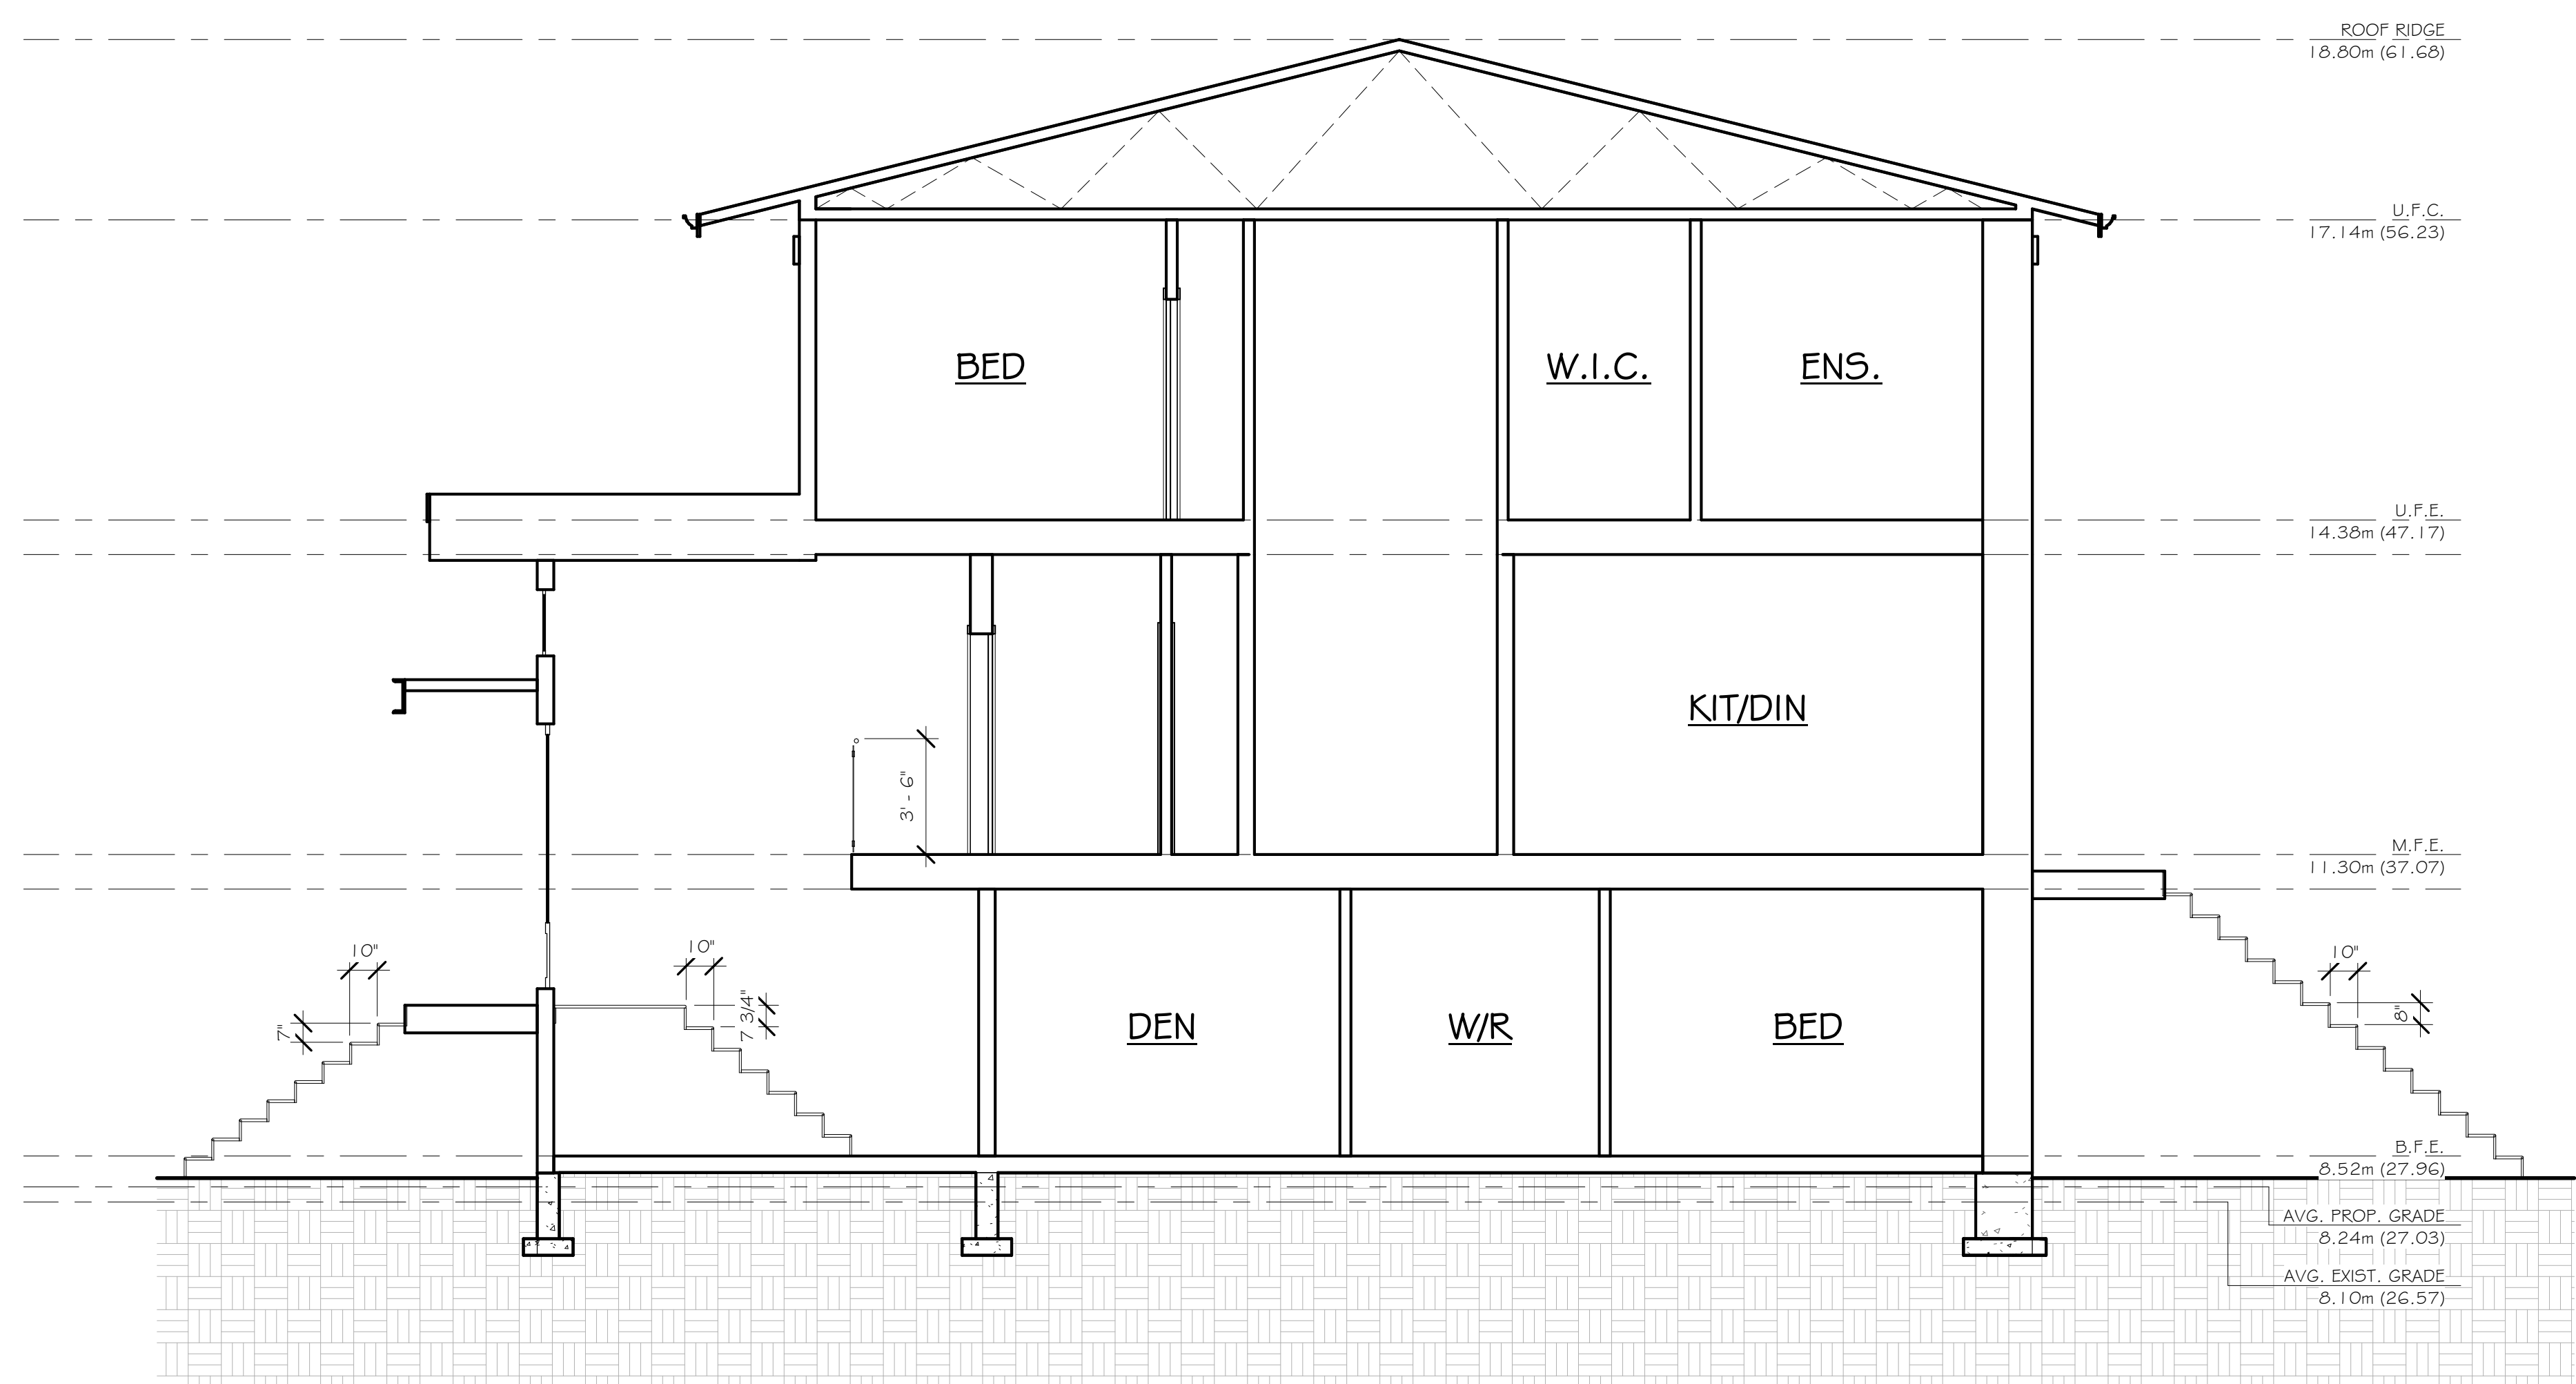 ROOF RIDGE
18.80m (61.68)
U.F.C.
17.14m (56.23)
BED
W.I.C.
ENS.
U.F.E.
14.38m (47.17)
KIT/DIN
3' - 6"
M.F.E.
11.30m (37.07)
10"
10"
10"
7"
7 3/4"
8"
DEN
W/R
BED
B.F.E.
8.52m (27.96)
AVG. PROP. GRADE
8.24m (27.03)
AVG. EXIST. GRADE
8.10m (26.57)